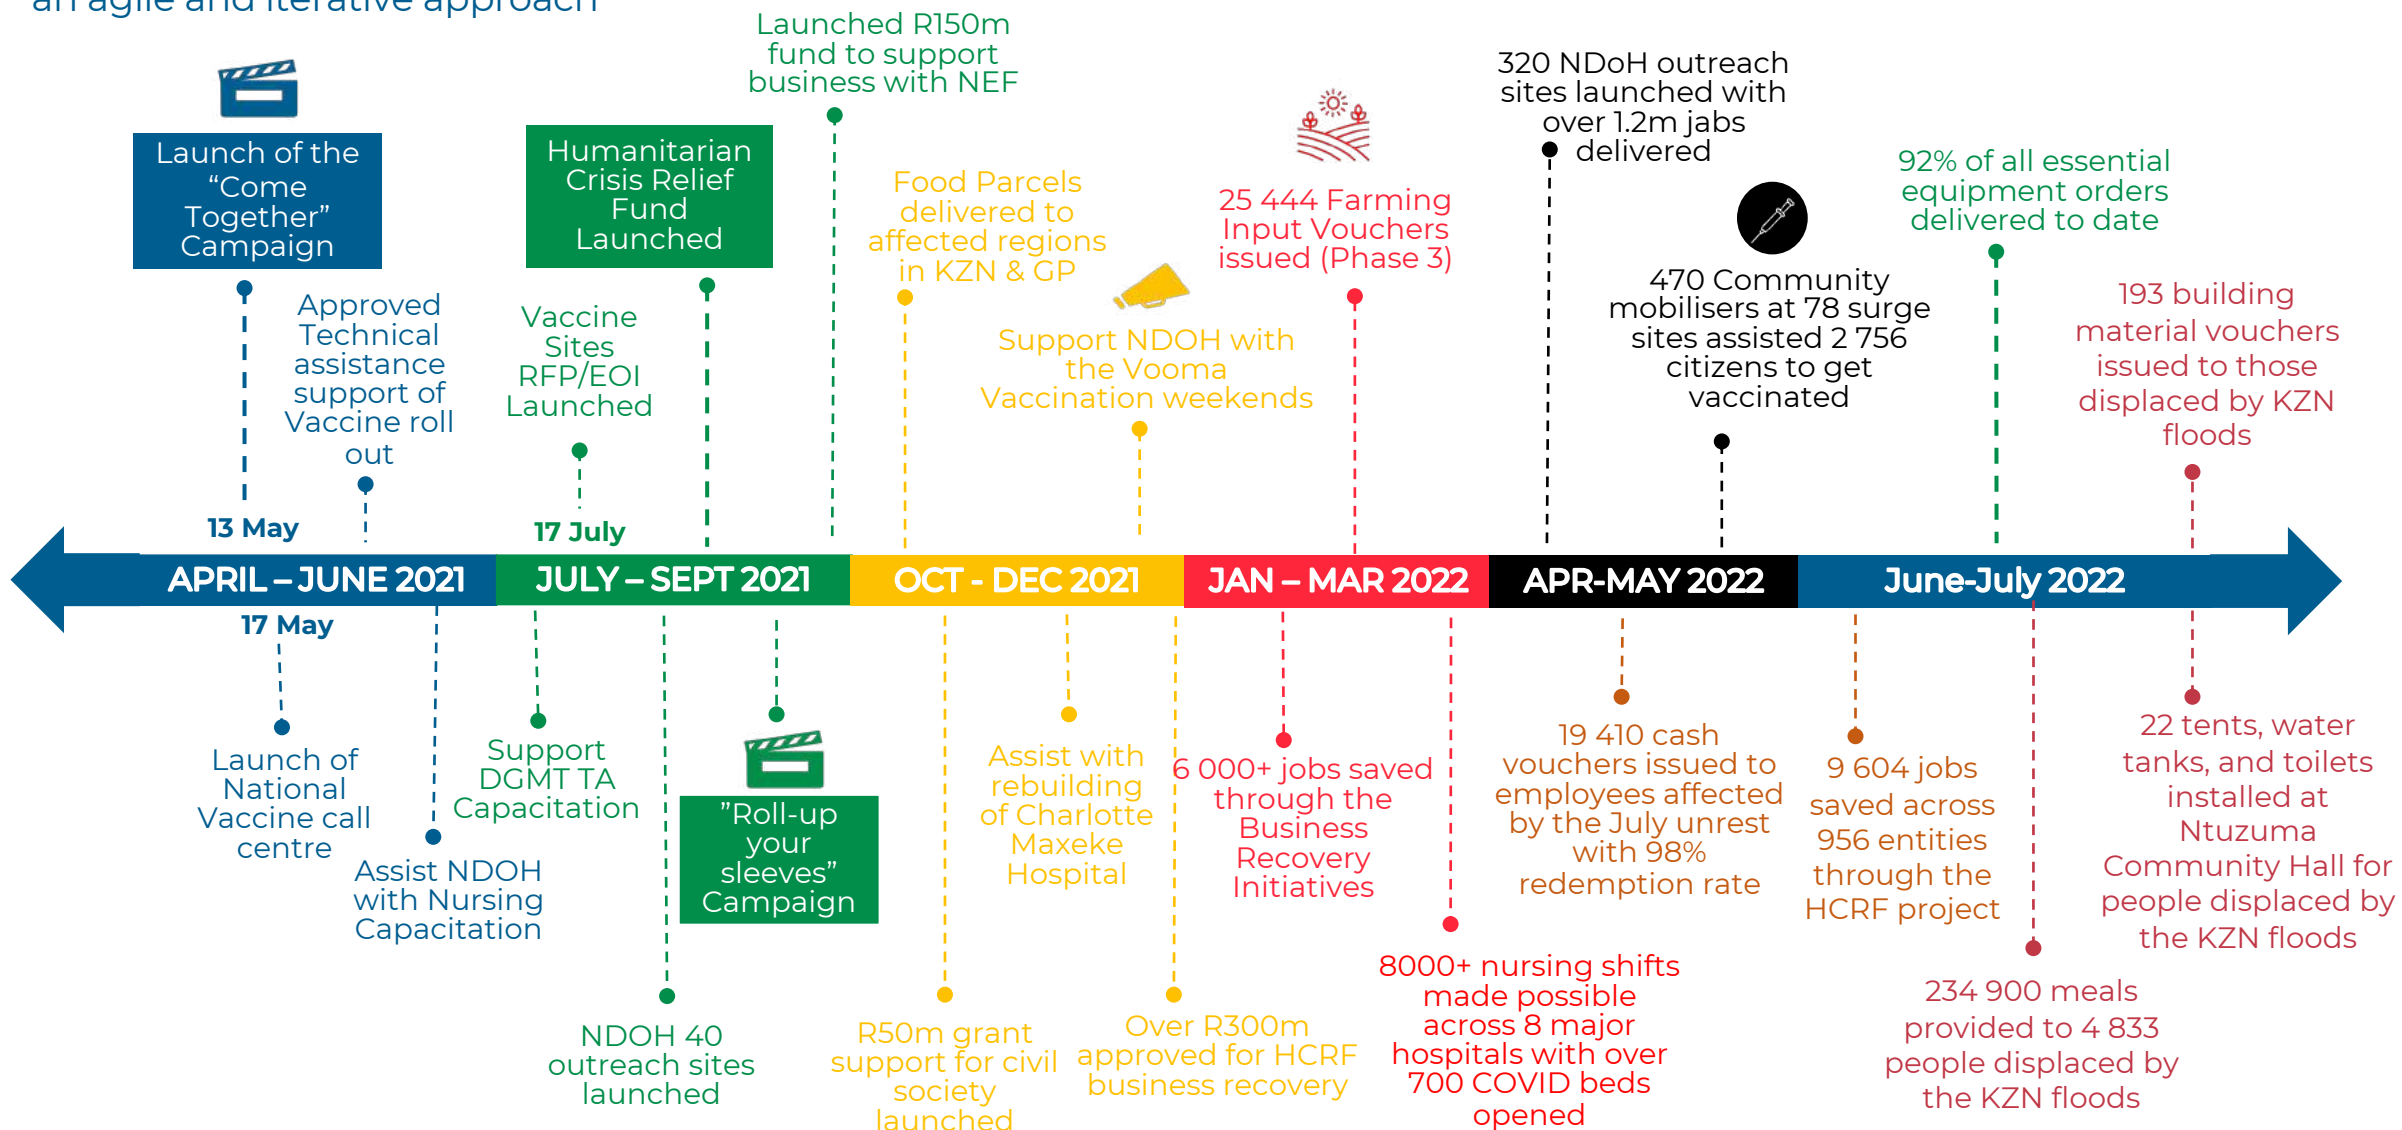 an agile and iterative approach
Launch of the
“Come
Together”
Campaign
Approved
Technical
assistance
support of
Vaccine roll
out
Humanitarian
Crisis Relief
Fund
Launched
Vaccine
Sites
RFP/EOI
Launched
Launched R150m
fund to support
business with NEF
Food Parcels
delivered to
affected regions
in KZN & GP
Support NDOH with
the Vooma
Vaccination weekends
25 444 Farming
Input Vouchers
issued (Phase 3)
320 NDoH outreach
sites launched with
over 1.2m jabs
delivered
470 Community
mobilisers at 78 surge
sites assisted 2 756
citizens to get
vaccinated
92% of all essential
equipment orders
delivered to date
193 building
material vouchers
issued to those
displaced by KZN
floods
13 May
17 July
APRIL – JUNE 2021
JULY – SEPT 2021
OCT - DEC 2021
JAN – MAR 2022
APR-MAY 2022
June-July 2022
17 May
Launch of
National
Vaccine call
centre
Assist NDOH
with Nursing
Capacitation
Support
DGMT TA
Capacitation
NDOH 40
outreach sites
launched
”Roll-up
your
sleeves”
Campaign
R50m grant
support for civil
society
launched
Assist with
rebuilding
of Charlotte
Maxeke
Hospital
Over R300m
approved for HCRF
business recovery
6 000+ jobs saved
through the
Business
Recovery
Initiatives
8000+ nursing shifts
made possible
across 8 major
hospitals with over
700 COVID beds
opened
19 410 cash
vouchers issued to
employees affected
by the July unrest
with 98%
redemption rate
9 604 jobs
saved across
956 entities
through the
HCRF project
234 900 meals
provided to 4 833
people displaced by
the KZN floods
22 tents, water
tanks, and toilets
installed at
Ntuzuma
Community Hall for
people displaced by
the KZN floods